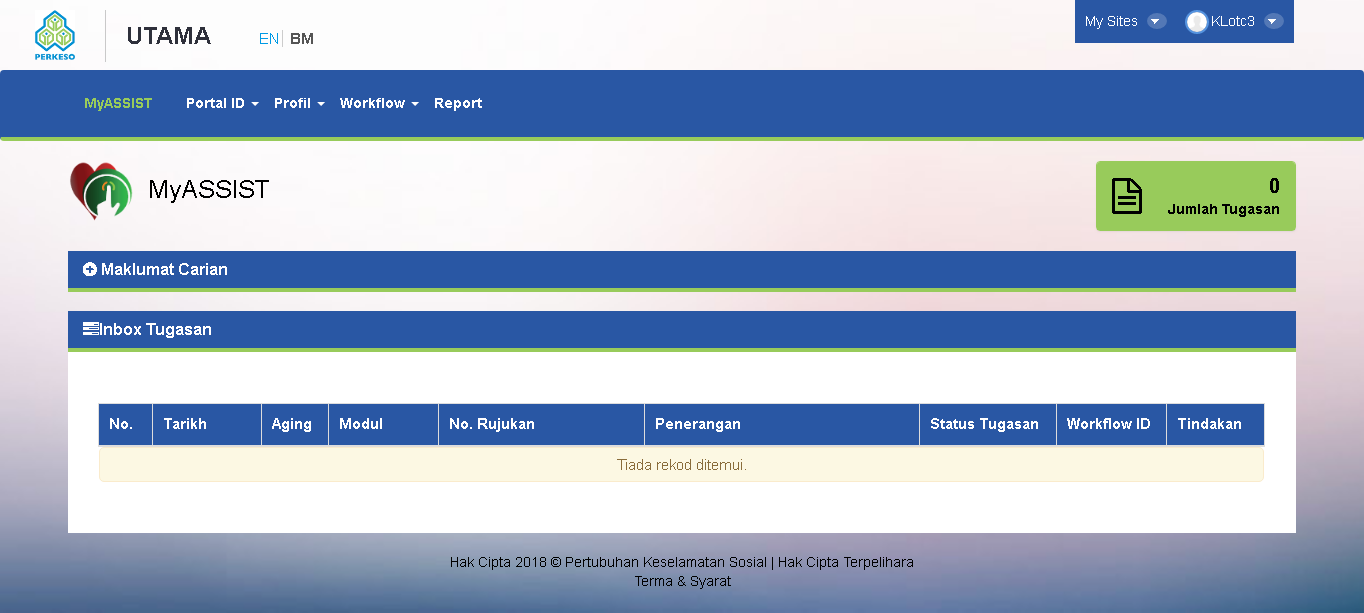 PERKESO
UTAMA
EN | BM
My Sites
KLotc3
MyASSIST
Portal ID
Profil
Workflow
Report
MyASSIST
0
Jumlah Tugasan
Maklumat Carian
Inbox Tugasan
No. Tarikh Aging Modul No. Rujukan Penerangan Status Tugasan Workflow ID Tindakan
Tiada rekod ditemui.
Hak Cipta 2018 © Pertubuhan Keselamatan Sosial | Hak Cipta Terpelihara
Terma & Syarat